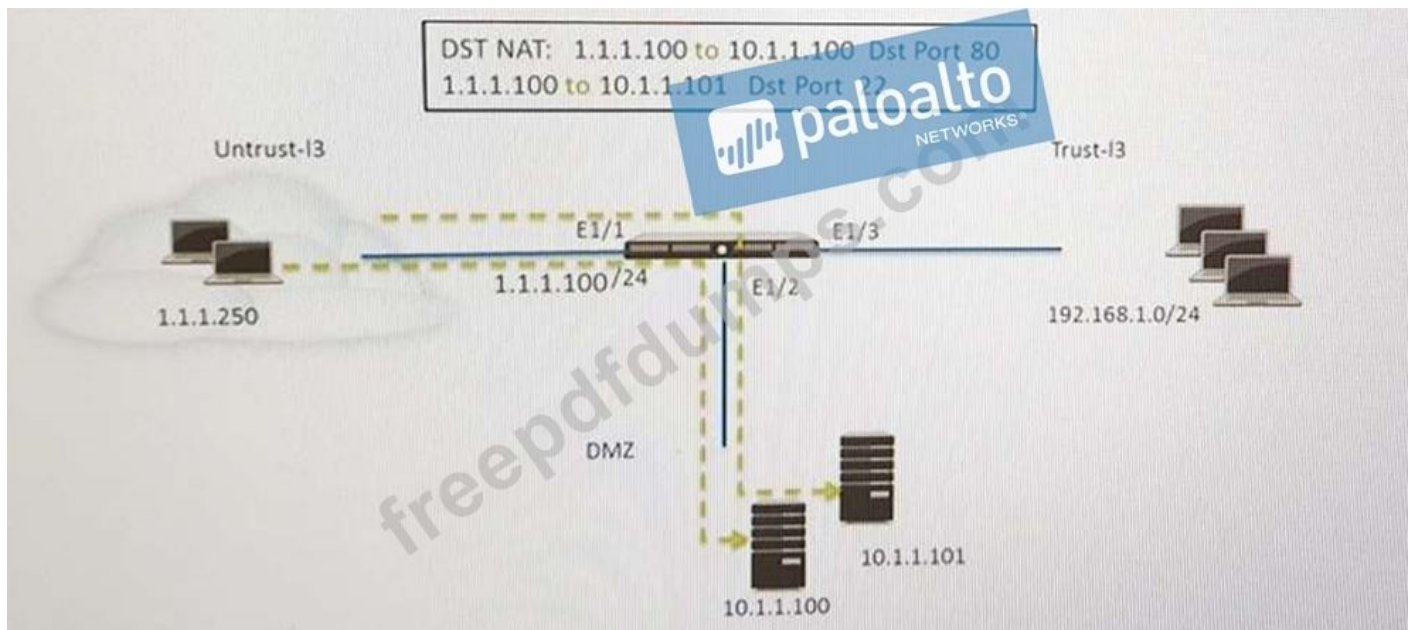 DST NAT: 1.1.1.100 to 10.1.1.100 Dst Port 80
1.1.1.100 to 10.1.1.101 Dst Port 22
paloalto
NETWORKS
Untrust-l3
Trust-l3
E1/1
E1/3
1.1.1.100/24
E1/2
1.1.1.250
192.168.1.0/24
DMZ
10.1.1.101
10.1.1.100
freepdfdumps.com